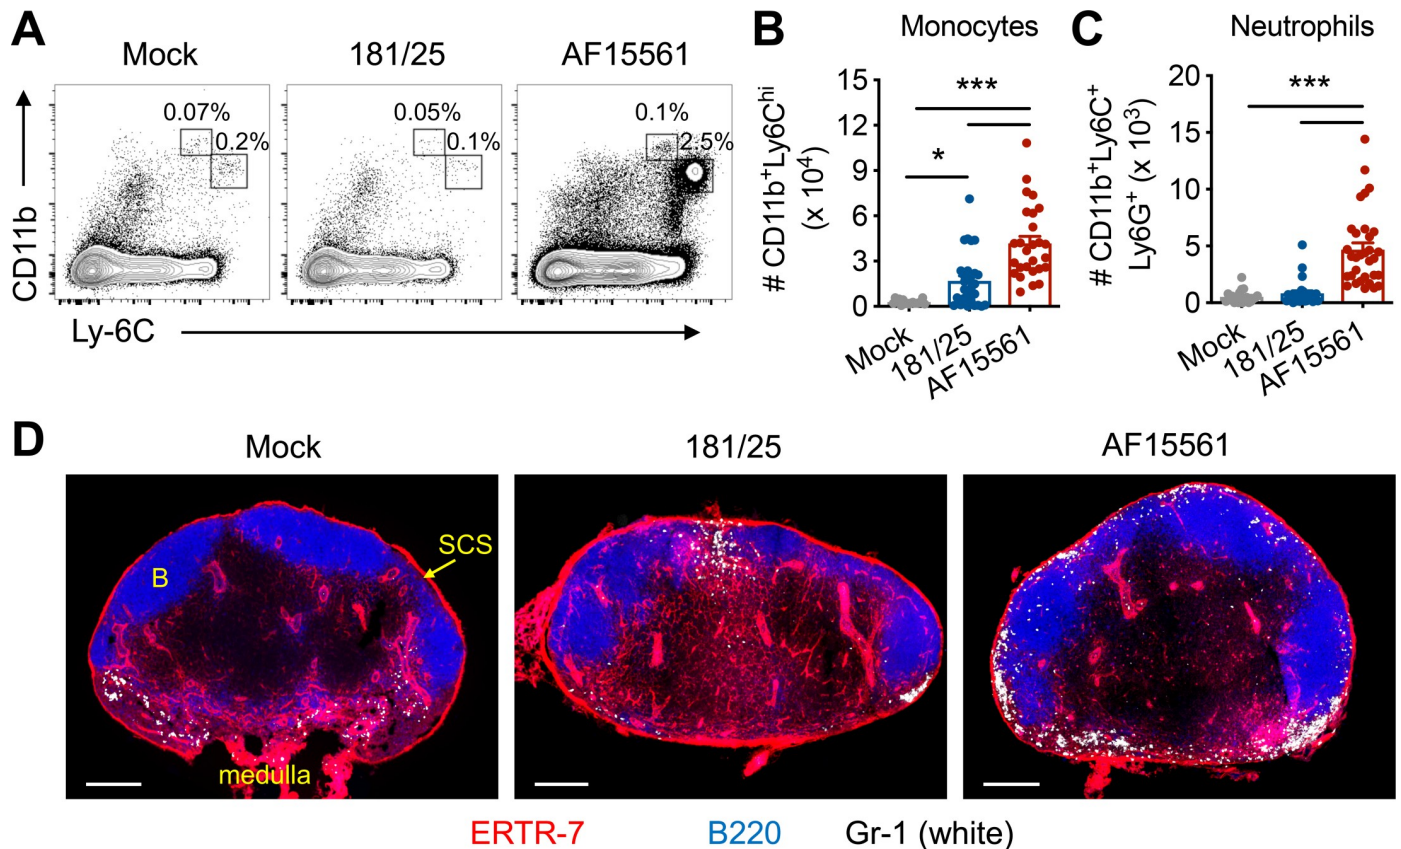 A
Mock
181/25
AF15561
0.07%
0.2%
0.05%
0.1%
0.1%
2.5%
CD11b
Ly-6C
B
Monocytes
# CD11b⁺Ly6Cʰⁱ
(x 10⁴)
15
12
9
6
3
0
***
*
Mock
181/25
AF15561
C
Neutrophils
# CD11b⁺Ly6C⁺
Ly6G⁺ (x 10³)
20
15
10
5
0
***
Mock
181/25
AF15561
D
Mock
181/25
AF15561
B
SCS
medulla
ERTR-7
B220
Gr-1 (white)